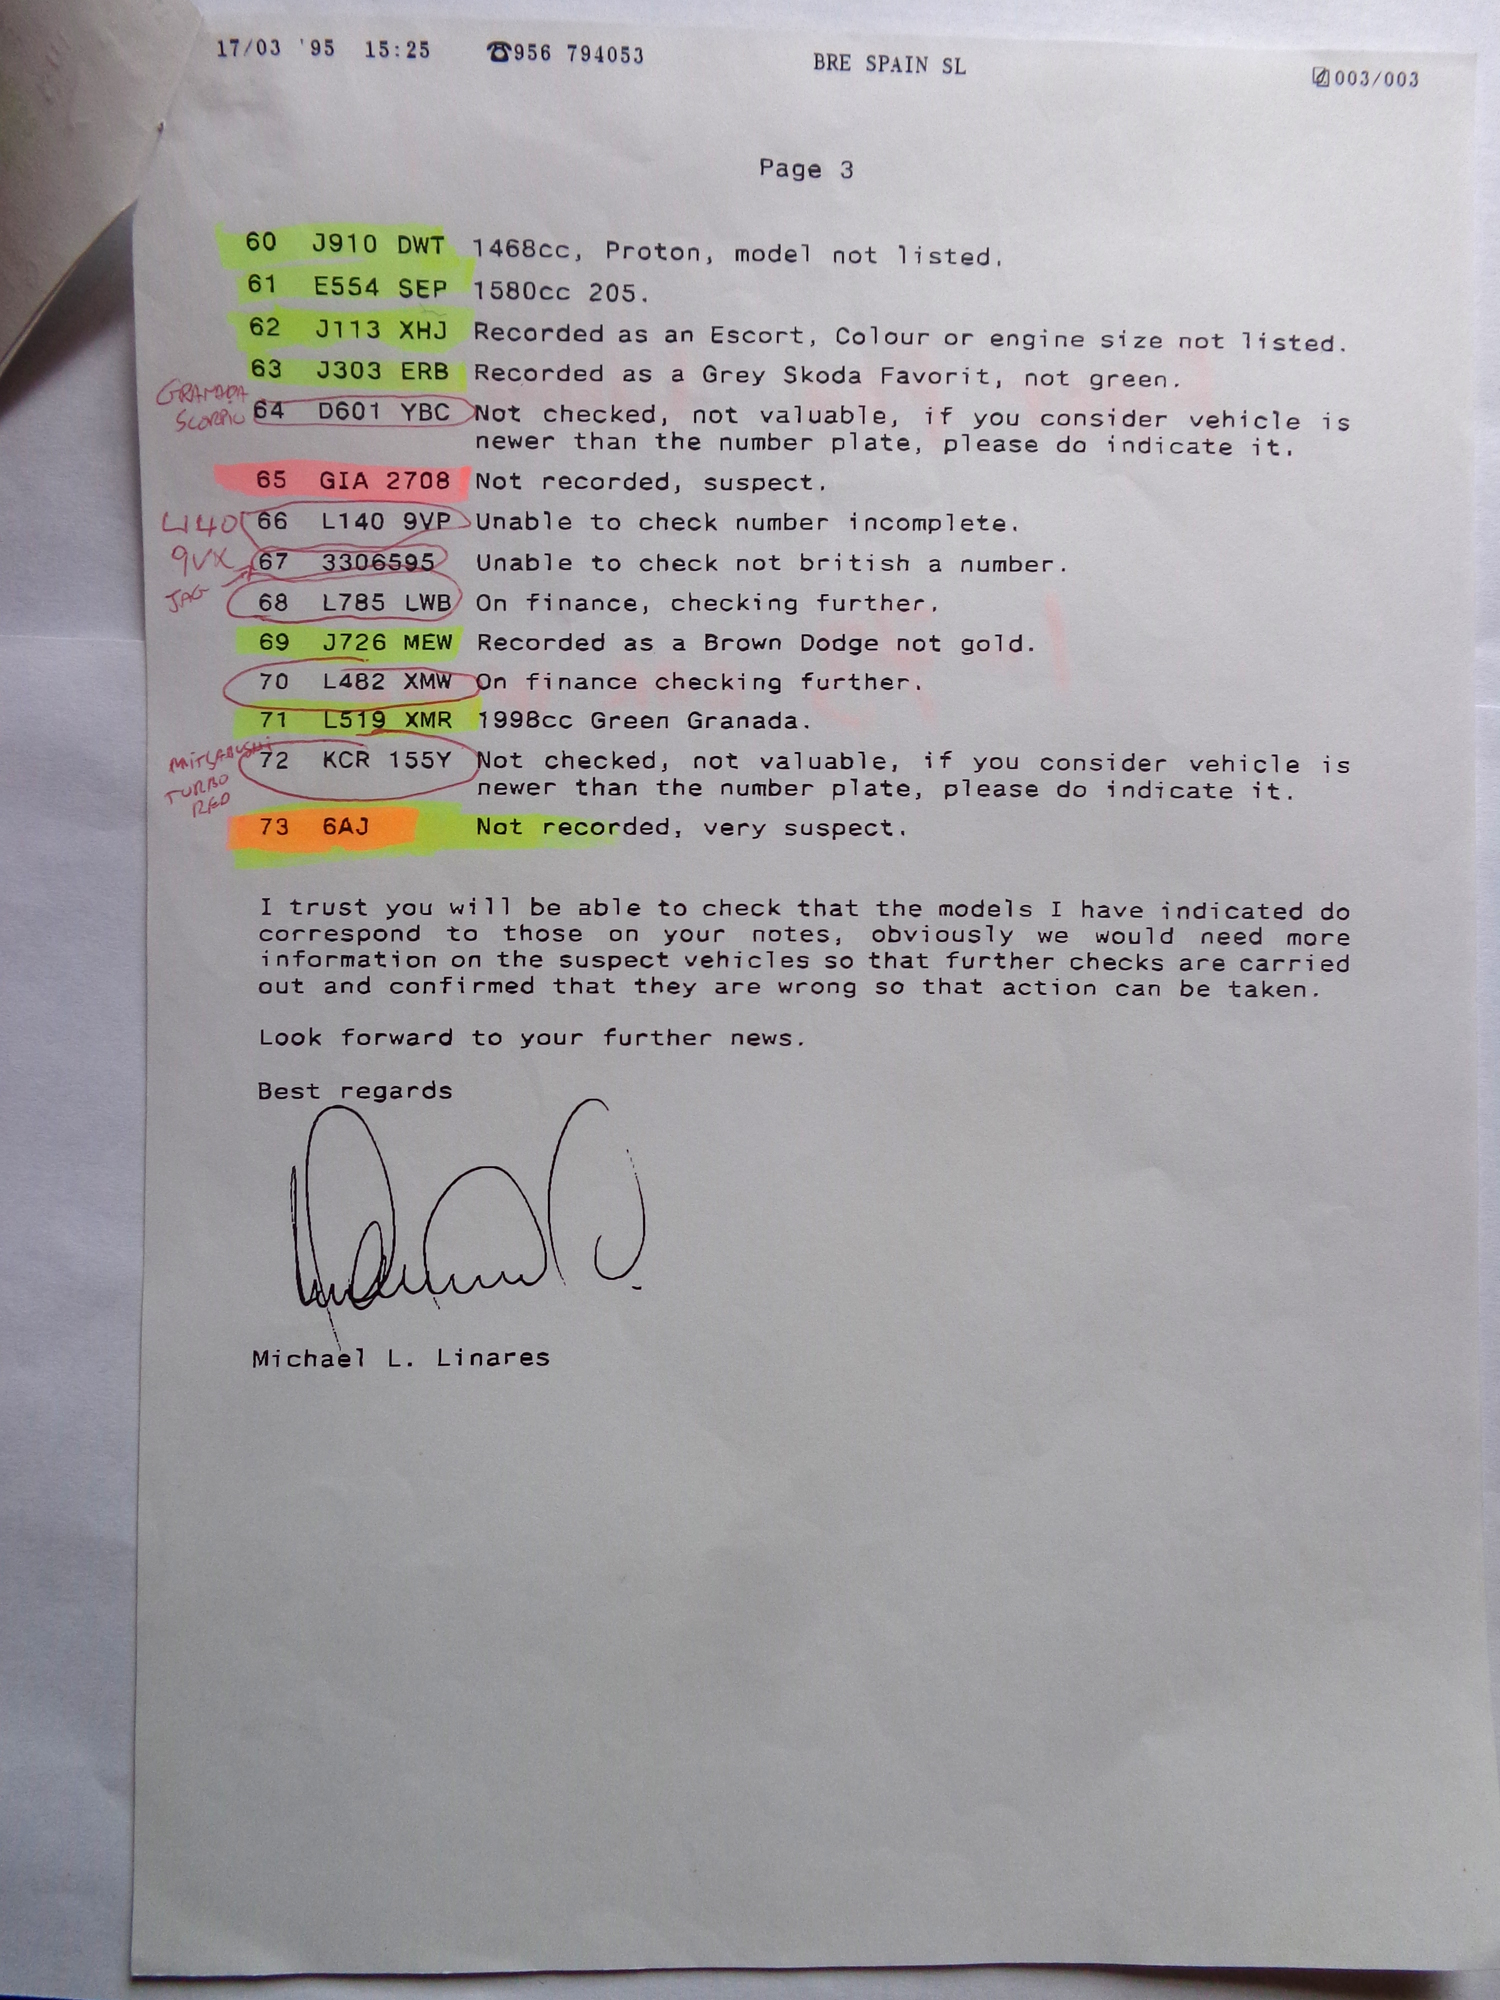 17/03 '95 15:25 ☎956 794053 BRE SPAIN SL 003/003
Page 3
60 J910 DWT 1468cc, Proton, model not listed.
61 E554 SEP 1580cc 205.
62 J113 XHJ Recorded as an Escort, Colour or engine size not listed.
63 J303 ERB Recorded as a Grey Skoda Favorit, not green.
GRANADA
SCORPIO
64 D601 YBC Not checked, not valuable, if you consider vehicle is
newer than the number plate, please do indicate it.
65 GIA 2708 Not recorded, suspect.
L140
9VX
66 L140 9VP Unable to check number incomplete.
67 3306595 Unable to check not british a number.
JAG
68 L785 LWB On finance, checking further.
69 J726 MEW Recorded as a Brown Dodge not gold.
70 L482 XMW On finance checking further.
71 L519 XMR 1998cc Green Granada.
MITSABUSHI
TURBO
RED
72 KCR 155Y Not checked, not valuable, if you consider vehicle is
newer than the number plate, please do indicate it.
73 6AJ Not recorded, very suspect.
I trust you will be able to check that the models I have indicated do
correspond to those on your notes, obviously we would need more
information on the suspect vehicles so that further checks are carried
out and confirmed that they are wrong so that action can be taken.
Look forward to your further news.
Best regards
Michael L. Linares